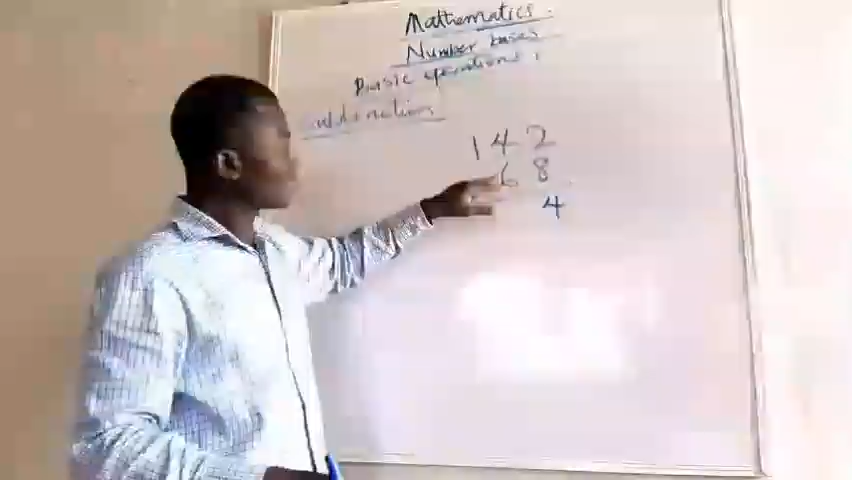 Mathematics.
Number bases
Basic operations:
subtraction
142
68
4